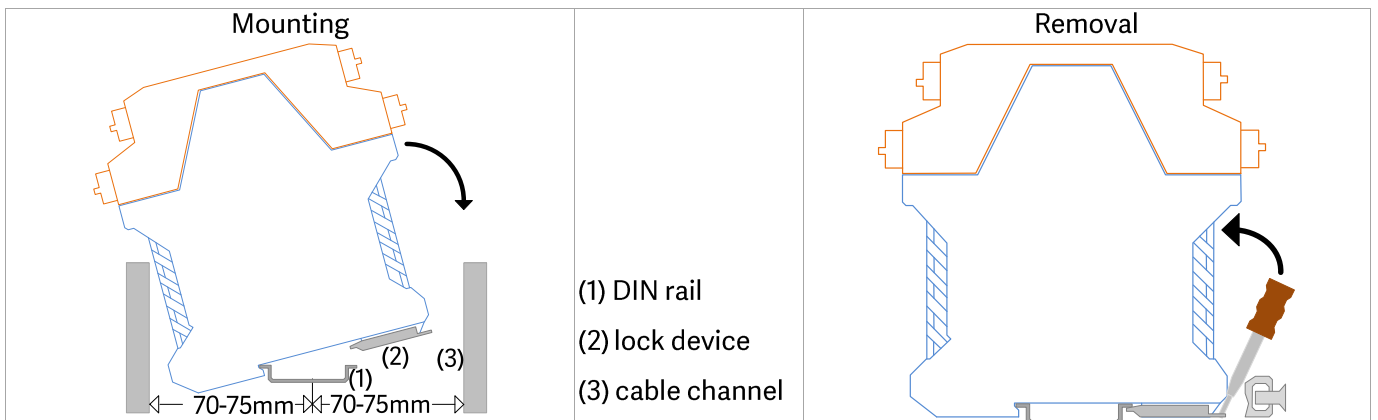 Mounting
(2)
(3)
(1)
70-75mm
70-75mm
(1) DIN rail
(2) lock device
(3) cable channel
Removal